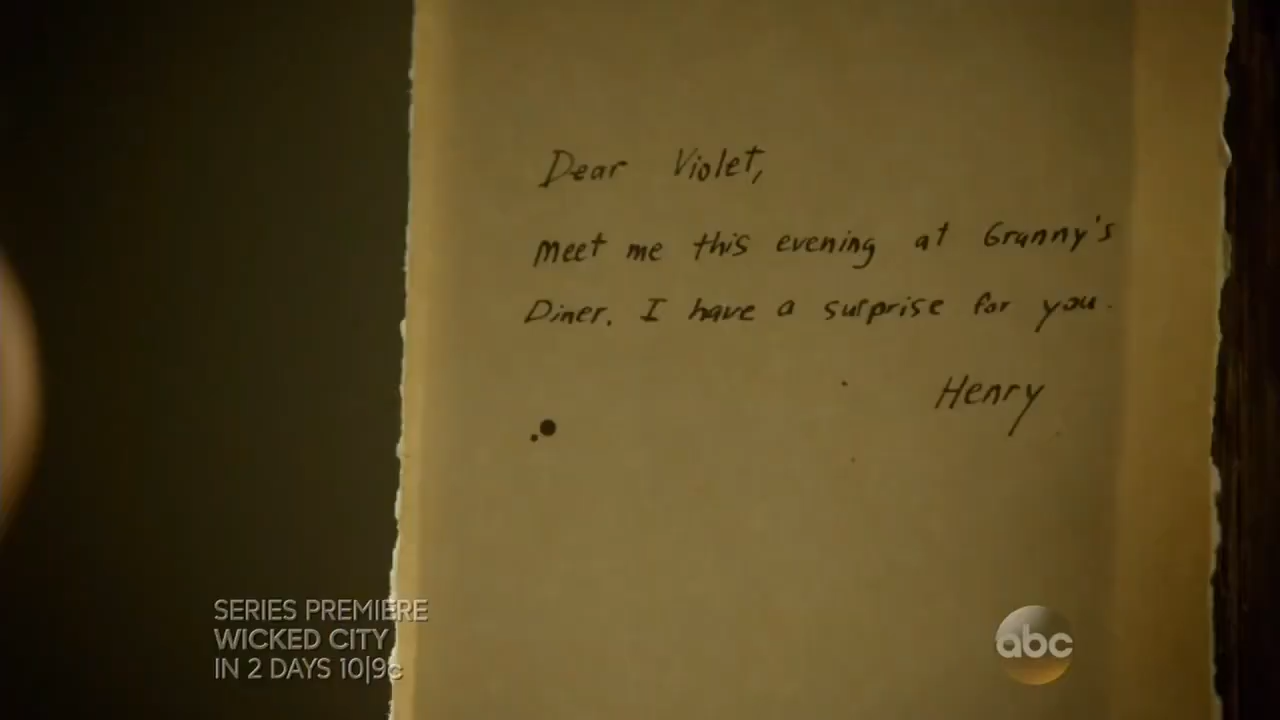 Dear Violet,
Meet me this evening at Granny's
Diner. I have a surprise for you.
Henry
SERIES PREMIERE
WICKED CITY
IN 2 DAYS 10|9c
abc